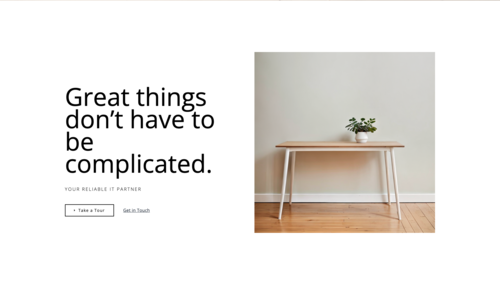 Great things
don’t have to
be
complicated.
YOUR RELIABLE IT PARTNER
Take a Tour
Get in Touch